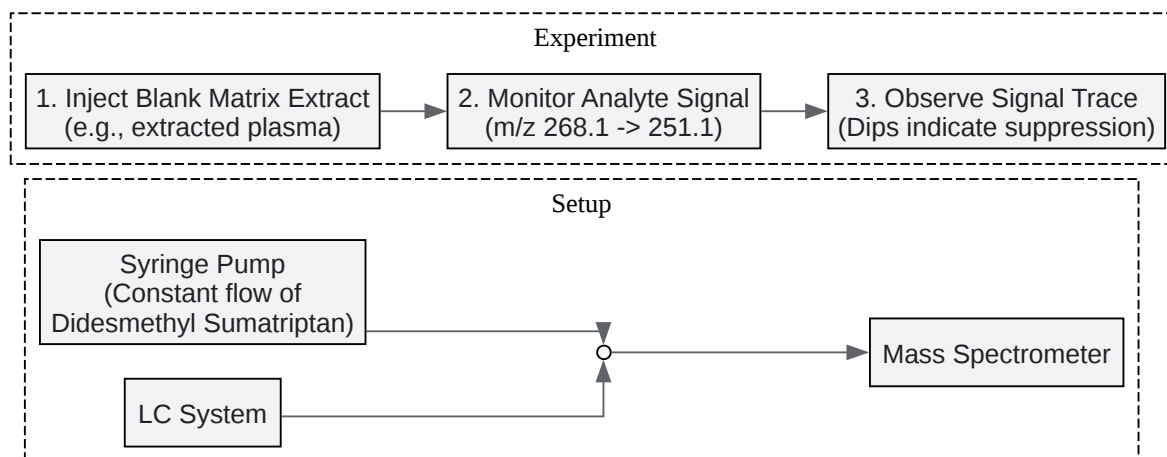 Experiment
1. Inject Blank Matrix Extract
(e.g., extracted plasma)
2. Monitor Analyte Signal
(m/z 268.1 -> 251.1)
3. Observe Signal Trace
(Dips indicate suppression)
Setup
Syringe Pump
(Constant flow of
Didesmethyl Sumatriptan)
LC System
Mass Spectrometer